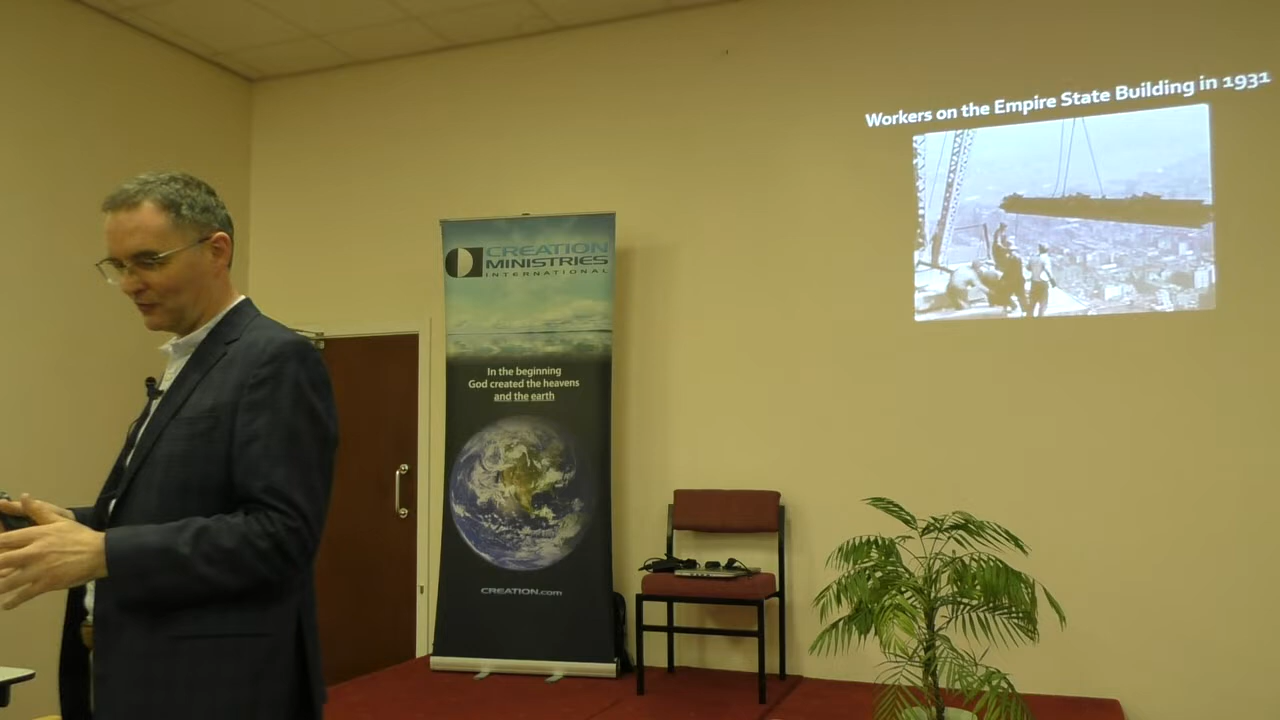 Workers on the Empire State Building in 1931
CREATION
MINISTRIES
INTERNATIONAL
In the beginning
God created the heavens
and the earth
CREATION.com